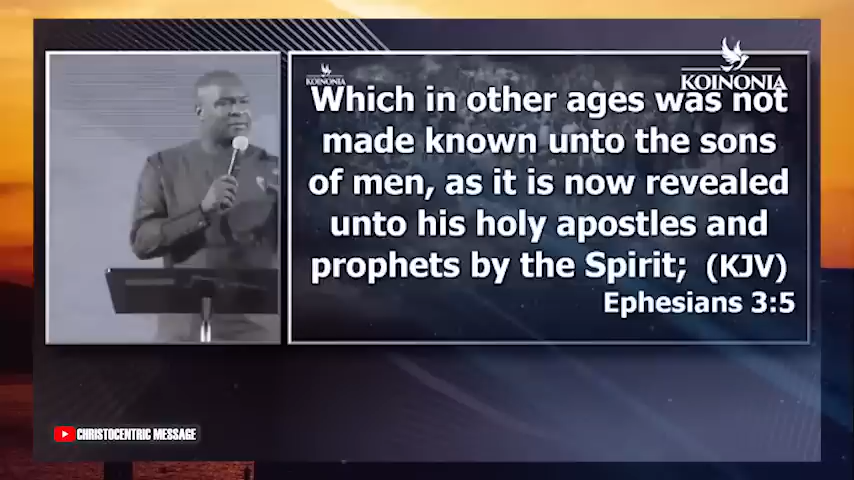 KOINONIA
KOINONIA
Which in other ages was not
made known unto the sons
of men, as it is now revealed
unto his holy apostles and
prophets by the Spirit; (KJV)
Ephesians 3:5
CHRISTOCENTRIC MESSAGE